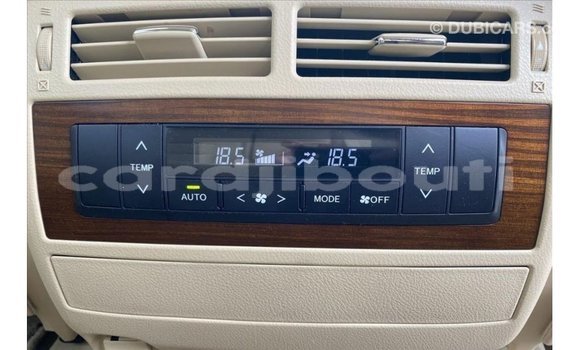 © DUBICARS.c
18.5 18.5
TEMP TEMP
AUTO < > MODE OFF
cardjibouti